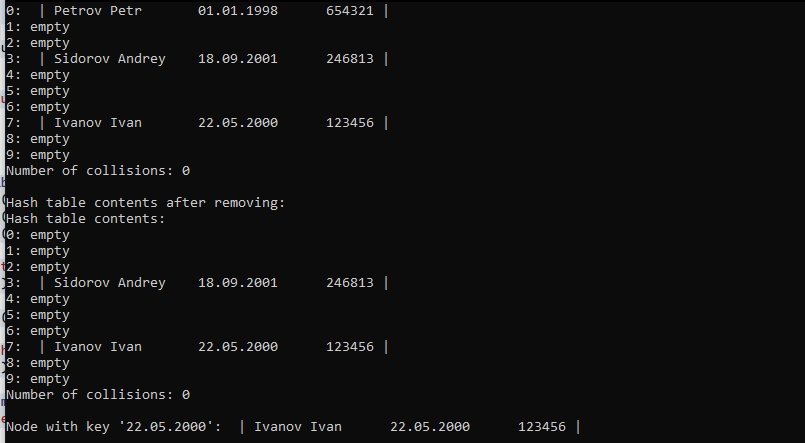 0:  | Petrov Petr       01.01.1998      654321 |
1: empty
2: empty
3:  | Sidorov Andrey    18.09.2001      246813 |
4: empty
5: empty
6: empty
7:  | Ivanov Ivan       22.05.2000      123456 |
8: empty
9: empty
Number of collisions: 0

Hash table contents after removing:
Hash table contents:
0: empty
1: empty
2: empty
3:  | Sidorov Andrey    18.09.2001      246813 |
4: empty
5: empty
6: empty
7:  | Ivanov Ivan       22.05.2000      123456 |
8: empty
9: empty
Number of collisions: 0

Node with key '22.05.2000':  | Ivanov Ivan      22.05.2000      123456 |